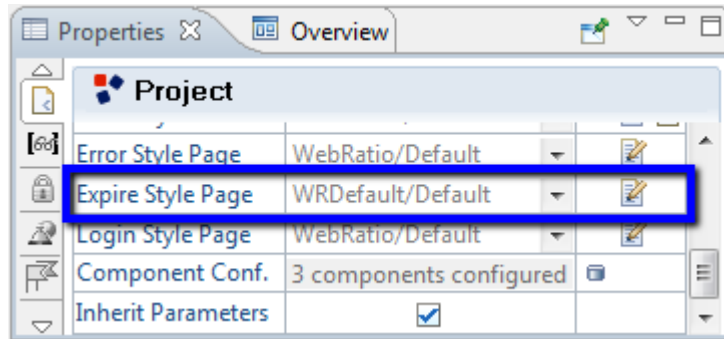 Properties Overview
Project
Error Style Page WebRatio/Default
Expire Style Page WRDefault/Default
Login Style Page WebRatio/Default
Component Conf. 3 components configured
Inherit Parameters